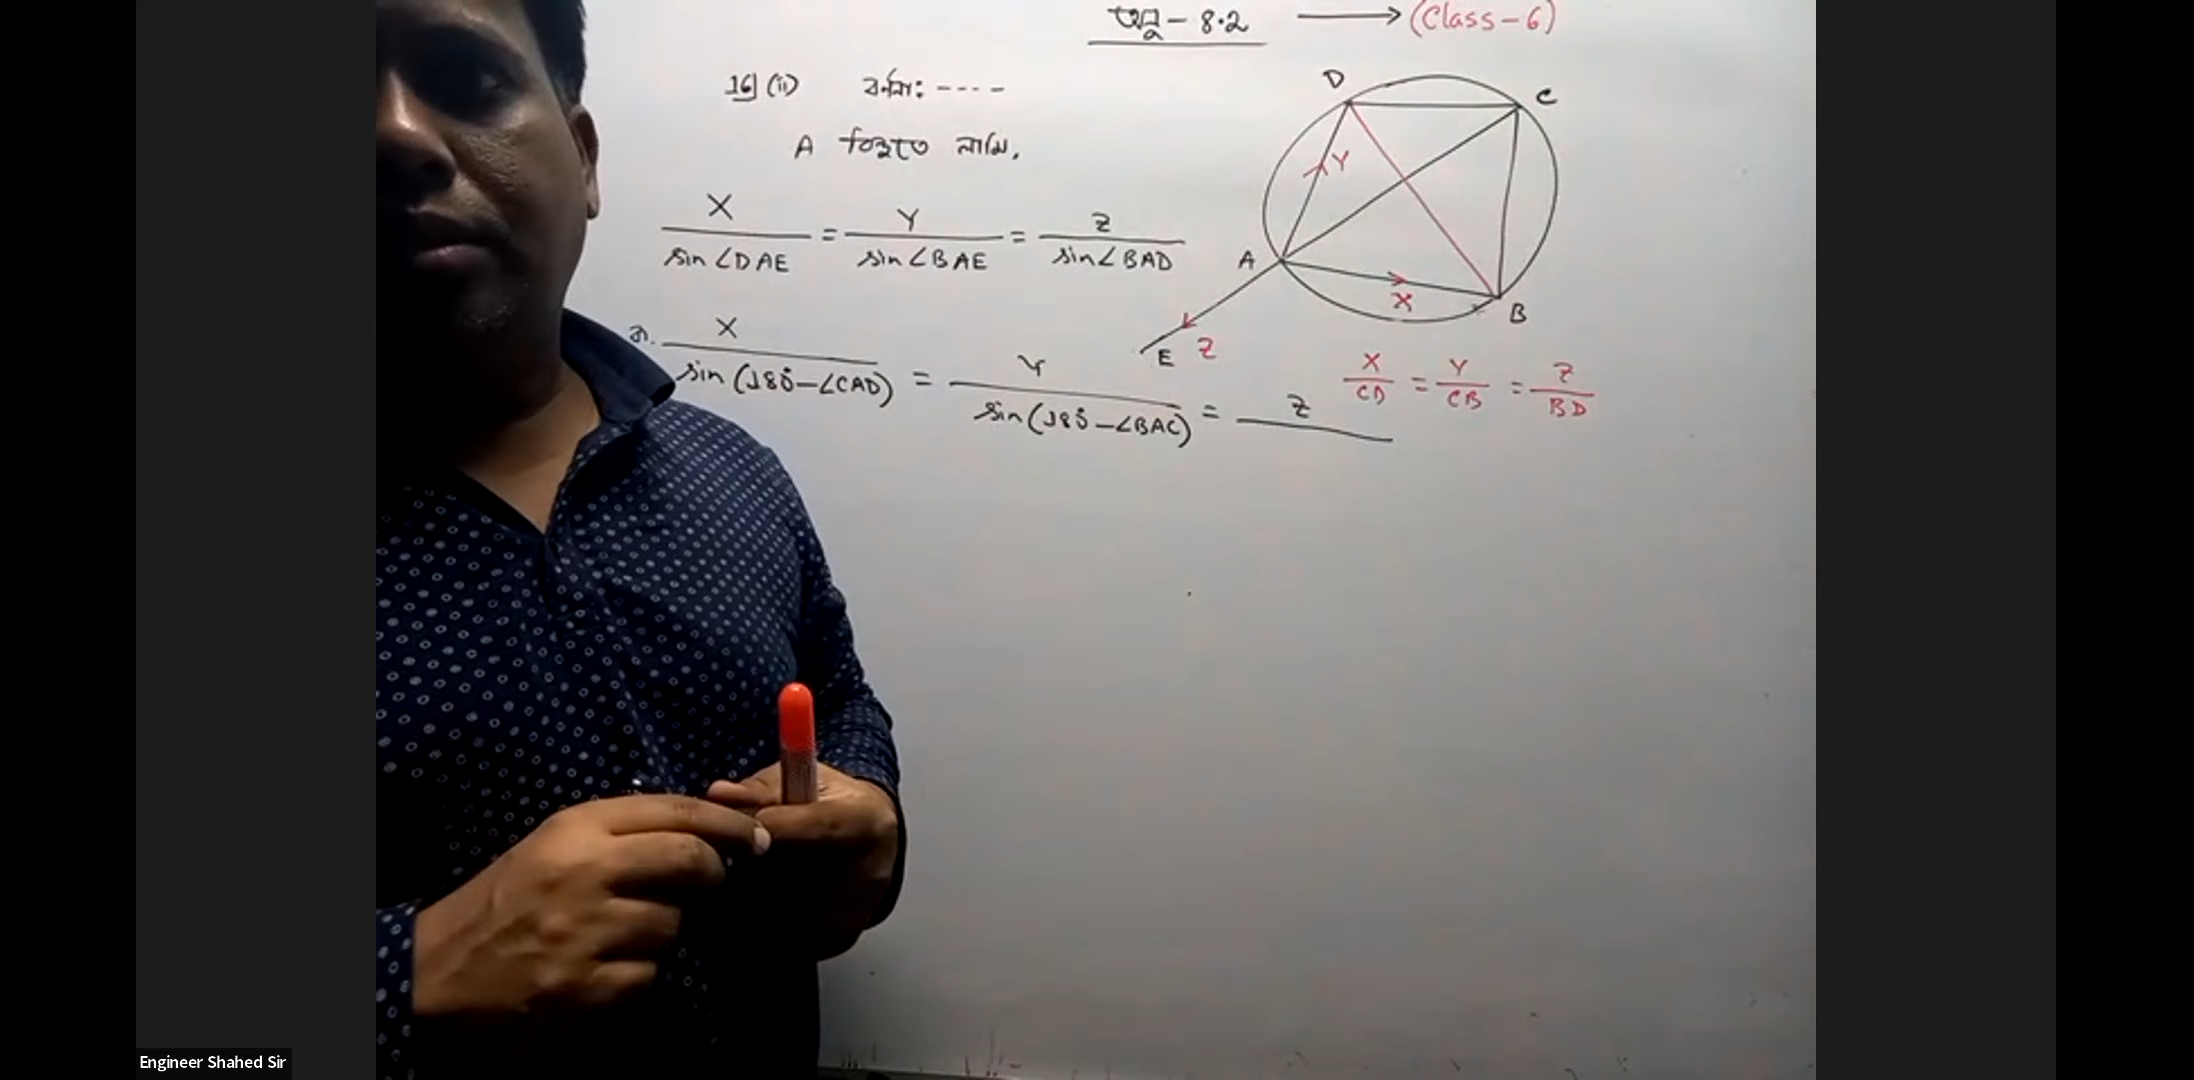 অনু - 8.2 → (Class - 6)
16] (ii) বর্ননা: ----
A বিন্দুতে লামি,
X / sin ∠DAE = Y / sin ∠BAE = Z / sin ∠BAD
বা. X / sin (180° - ∠CAD) = Y / sin (180° - ∠BAC) = Z /
D C
Y
A
X B
E Z
X / CD = Y / CB = Z / BD
Engineer Shahed Sir